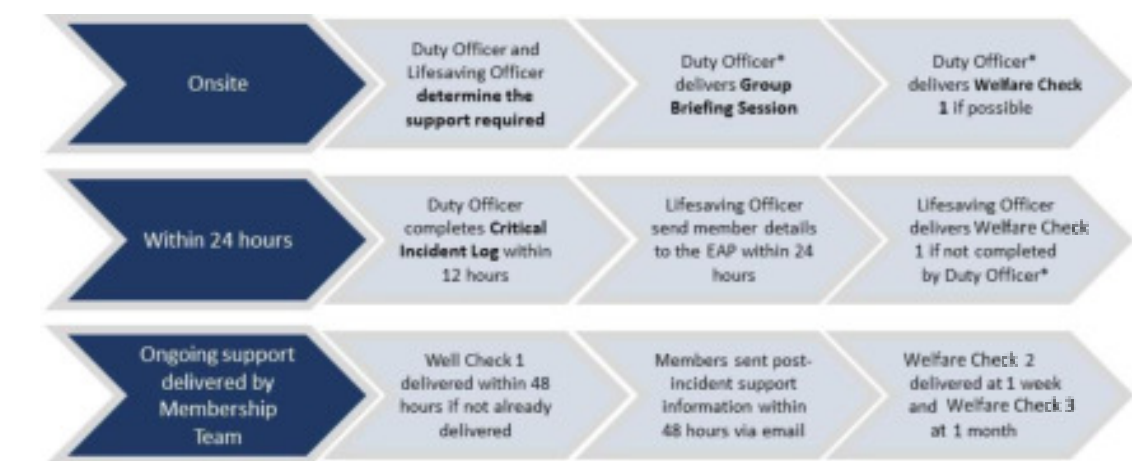 Onsite
Duty Officer and
Lifesaving Officer
determine the
support required
Duty Officer*
delivers Group
Briefing Session
Duty Officer*
delivers Welfare Check
1 if possible
Within 24 hours
Duty Officer
completes Critical
Incident Log within
12 hours
Lifesaving Officer
send member details
to the EAP within 24
hours
Lifesaving Officer
delivers Welfare Check
1 if not completed
by Duty Officer*
Ongoing support
delivered by
Membership
Team
Well Check 1
delivered within 48
hours if not already
delivered
Members sent post-
incident support
information within
48 hours via email
Welfare Check 2
delivered at 1 week
and Welfare Check 3
at 1 month